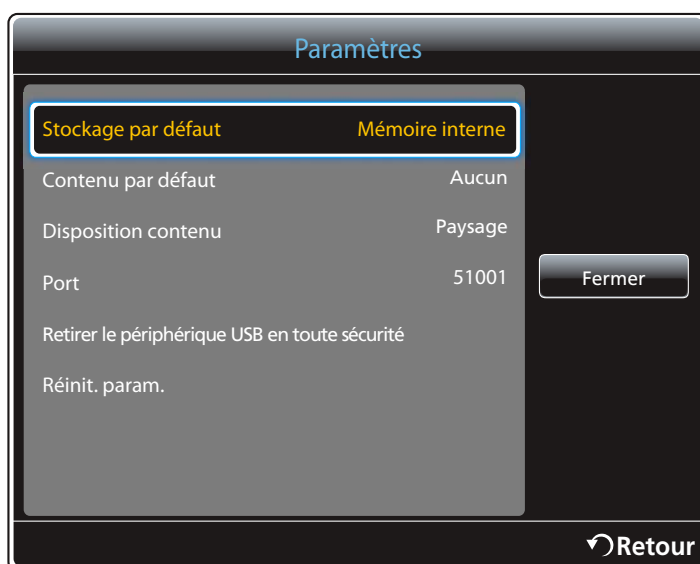 Paramètres
Stockage par défaut Mémoire interne
Contenu par défaut Aucun
Disposition contenu Paysage
Port 51001
Retirer le périphérique USB en toute sécurité
Réinit. param.
Fermer
Retour